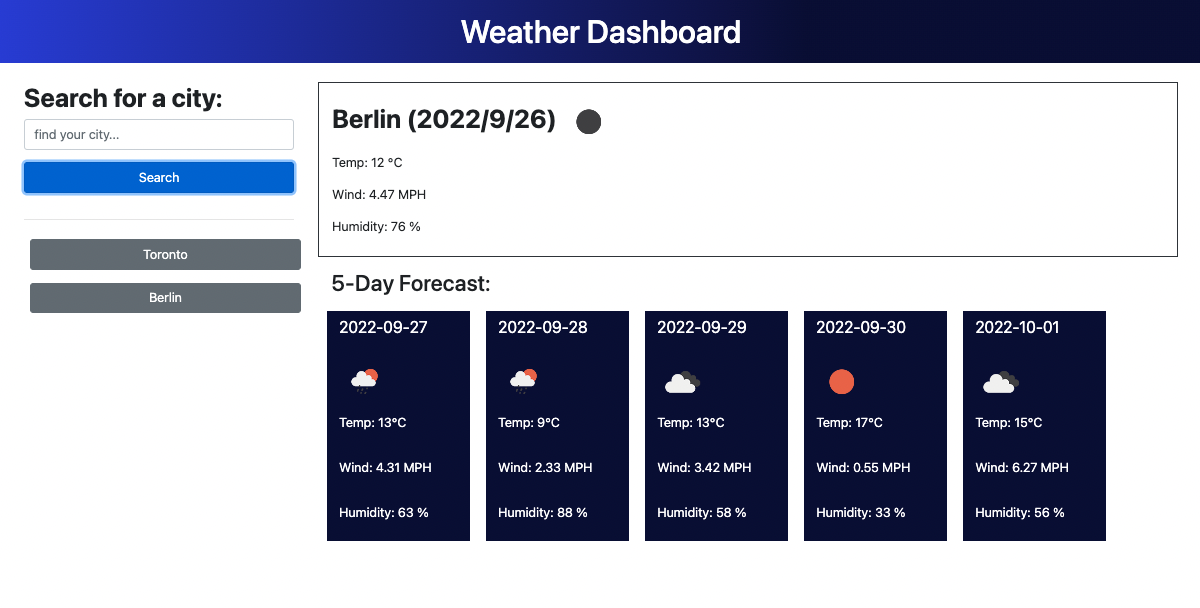 Weather Dashboard
Search for a city:
find your city...
Search
Toronto
Berlin
Berlin (2022/9/26)
Temp: 12 °C
Wind: 4.47 MPH
Humidity: 76 %
5-Day Forecast:
2022-09-27
Temp: 13°C
Wind: 4.31 MPH
Humidity: 63 %
2022-09-28
Temp: 9°C
Wind: 2.33 MPH
Humidity: 88 %
2022-09-29
Temp: 13°C
Wind: 3.42 MPH
Humidity: 58 %
2022-09-30
Temp: 17°C
Wind: 0.55 MPH
Humidity: 33 %
2022-10-01
Temp: 15°C
Wind: 6.27 MPH
Humidity: 56 %